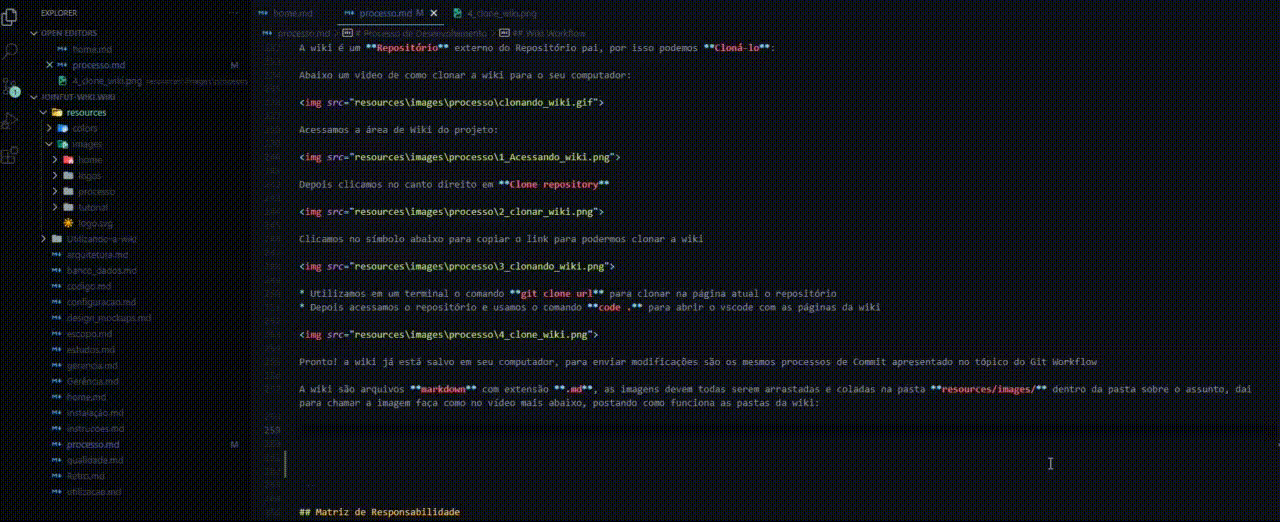 EXPLORER
OPEN EDITORS
home.md
processo.md M
4_clone_wiki.png
JOINFUT-WIKI.WIKI
resources
colors
images
home
logos
processo
tutorial
logo.svg
Utilizando-a-wiki
arquitetura.md
banco_dados.md
codigo.md
configuracao.md
design_mockups.md
escopo.md
estudos.md
gerencia.md
Gerência.md
home.md
instalação.md
instruzoes.md
processo.md M
qualidade.md
Retro.md
utilizacao.md
home.md
processo.md M
4_clone_wiki.png
processo.md > # Processo de Desenvolvimento > ## Wiki Workflow
A wiki é um **Repositório** externo do Repositório pai, por isso podemos **Cloná-lo**:
Abaixo um video de como clonar a wiki para o seu computador:
<img src="resources\images\processo\clonando_wiki.gif">
Acessamos a área de Wiki do projeto:
<img src="resources\images\processo\1_Acessando_wiki.png">
Depois clicamos no canto direito em **Clone repository**
<img src="resources\images\processo\2_clonar_wiki.png">
Clicamos no símbolo abaixo para copiar o link para podermos clonar a wiki
<img src="resources\images\processo\3_clonando_wiki.png">
* Utilizamos em um terminal o comando **git clone url** para clonar na página atual o repositório
* Depois acessamos o repositório e usamos o comando **code .** para abrir o vscode com as páginas da wiki
<img src="resources\images\processo\4_clone_wiki.png">
Pronto! a wiki já está salvo em seu computador, para enviar modificações são os mesmos processos de Commit apresentado no tópico do Git Workflow
A wiki são arquivos **markdown** com extensão **.md**, as imagens devem todas serem arrastadas e coladas na pasta **resources/images/** dentro da pasta sobre o assunto, dai
para chamar a imagem faça como no vídeo mais abaixo, postando como funciona as pastas da wiki:
259
## Matriz de Responsabilidade